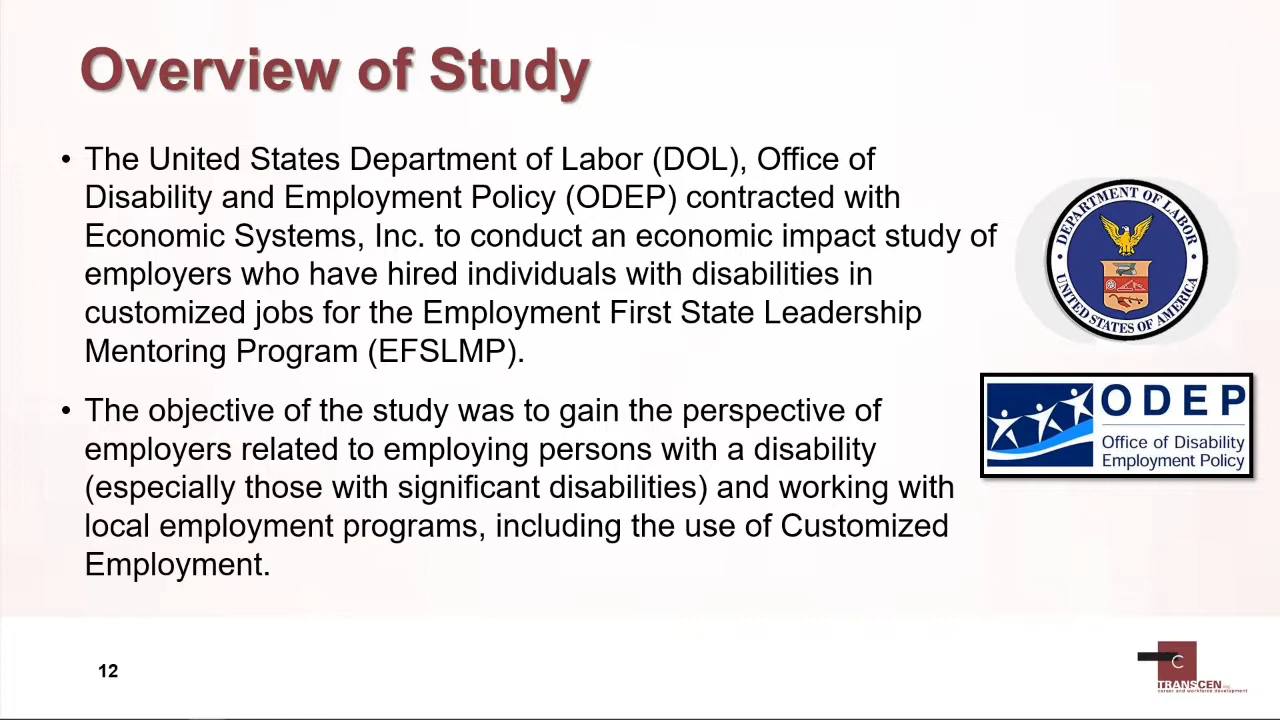 Overview of Study
• The United States Department of Labor (DOL), Office of
Disability and Employment Policy (ODEP) contracted with
Economic Systems, Inc. to conduct an economic impact study of
employers who have hired individuals with disabilities in
customized jobs for the Employment First State Leadership
Mentoring Program (EFSLMP).
• The objective of the study was to gain the perspective of
employers related to employing persons with a disability
(especially those with significant disabilities) and working with
local employment programs, including the use of Customized
Employment.
DEPARTMENT OF LABOR
UNITED STATES OF AMERICA
ODEP
Office of Disability
Employment Policy
12
C
TRANSCEN
career and workforce development